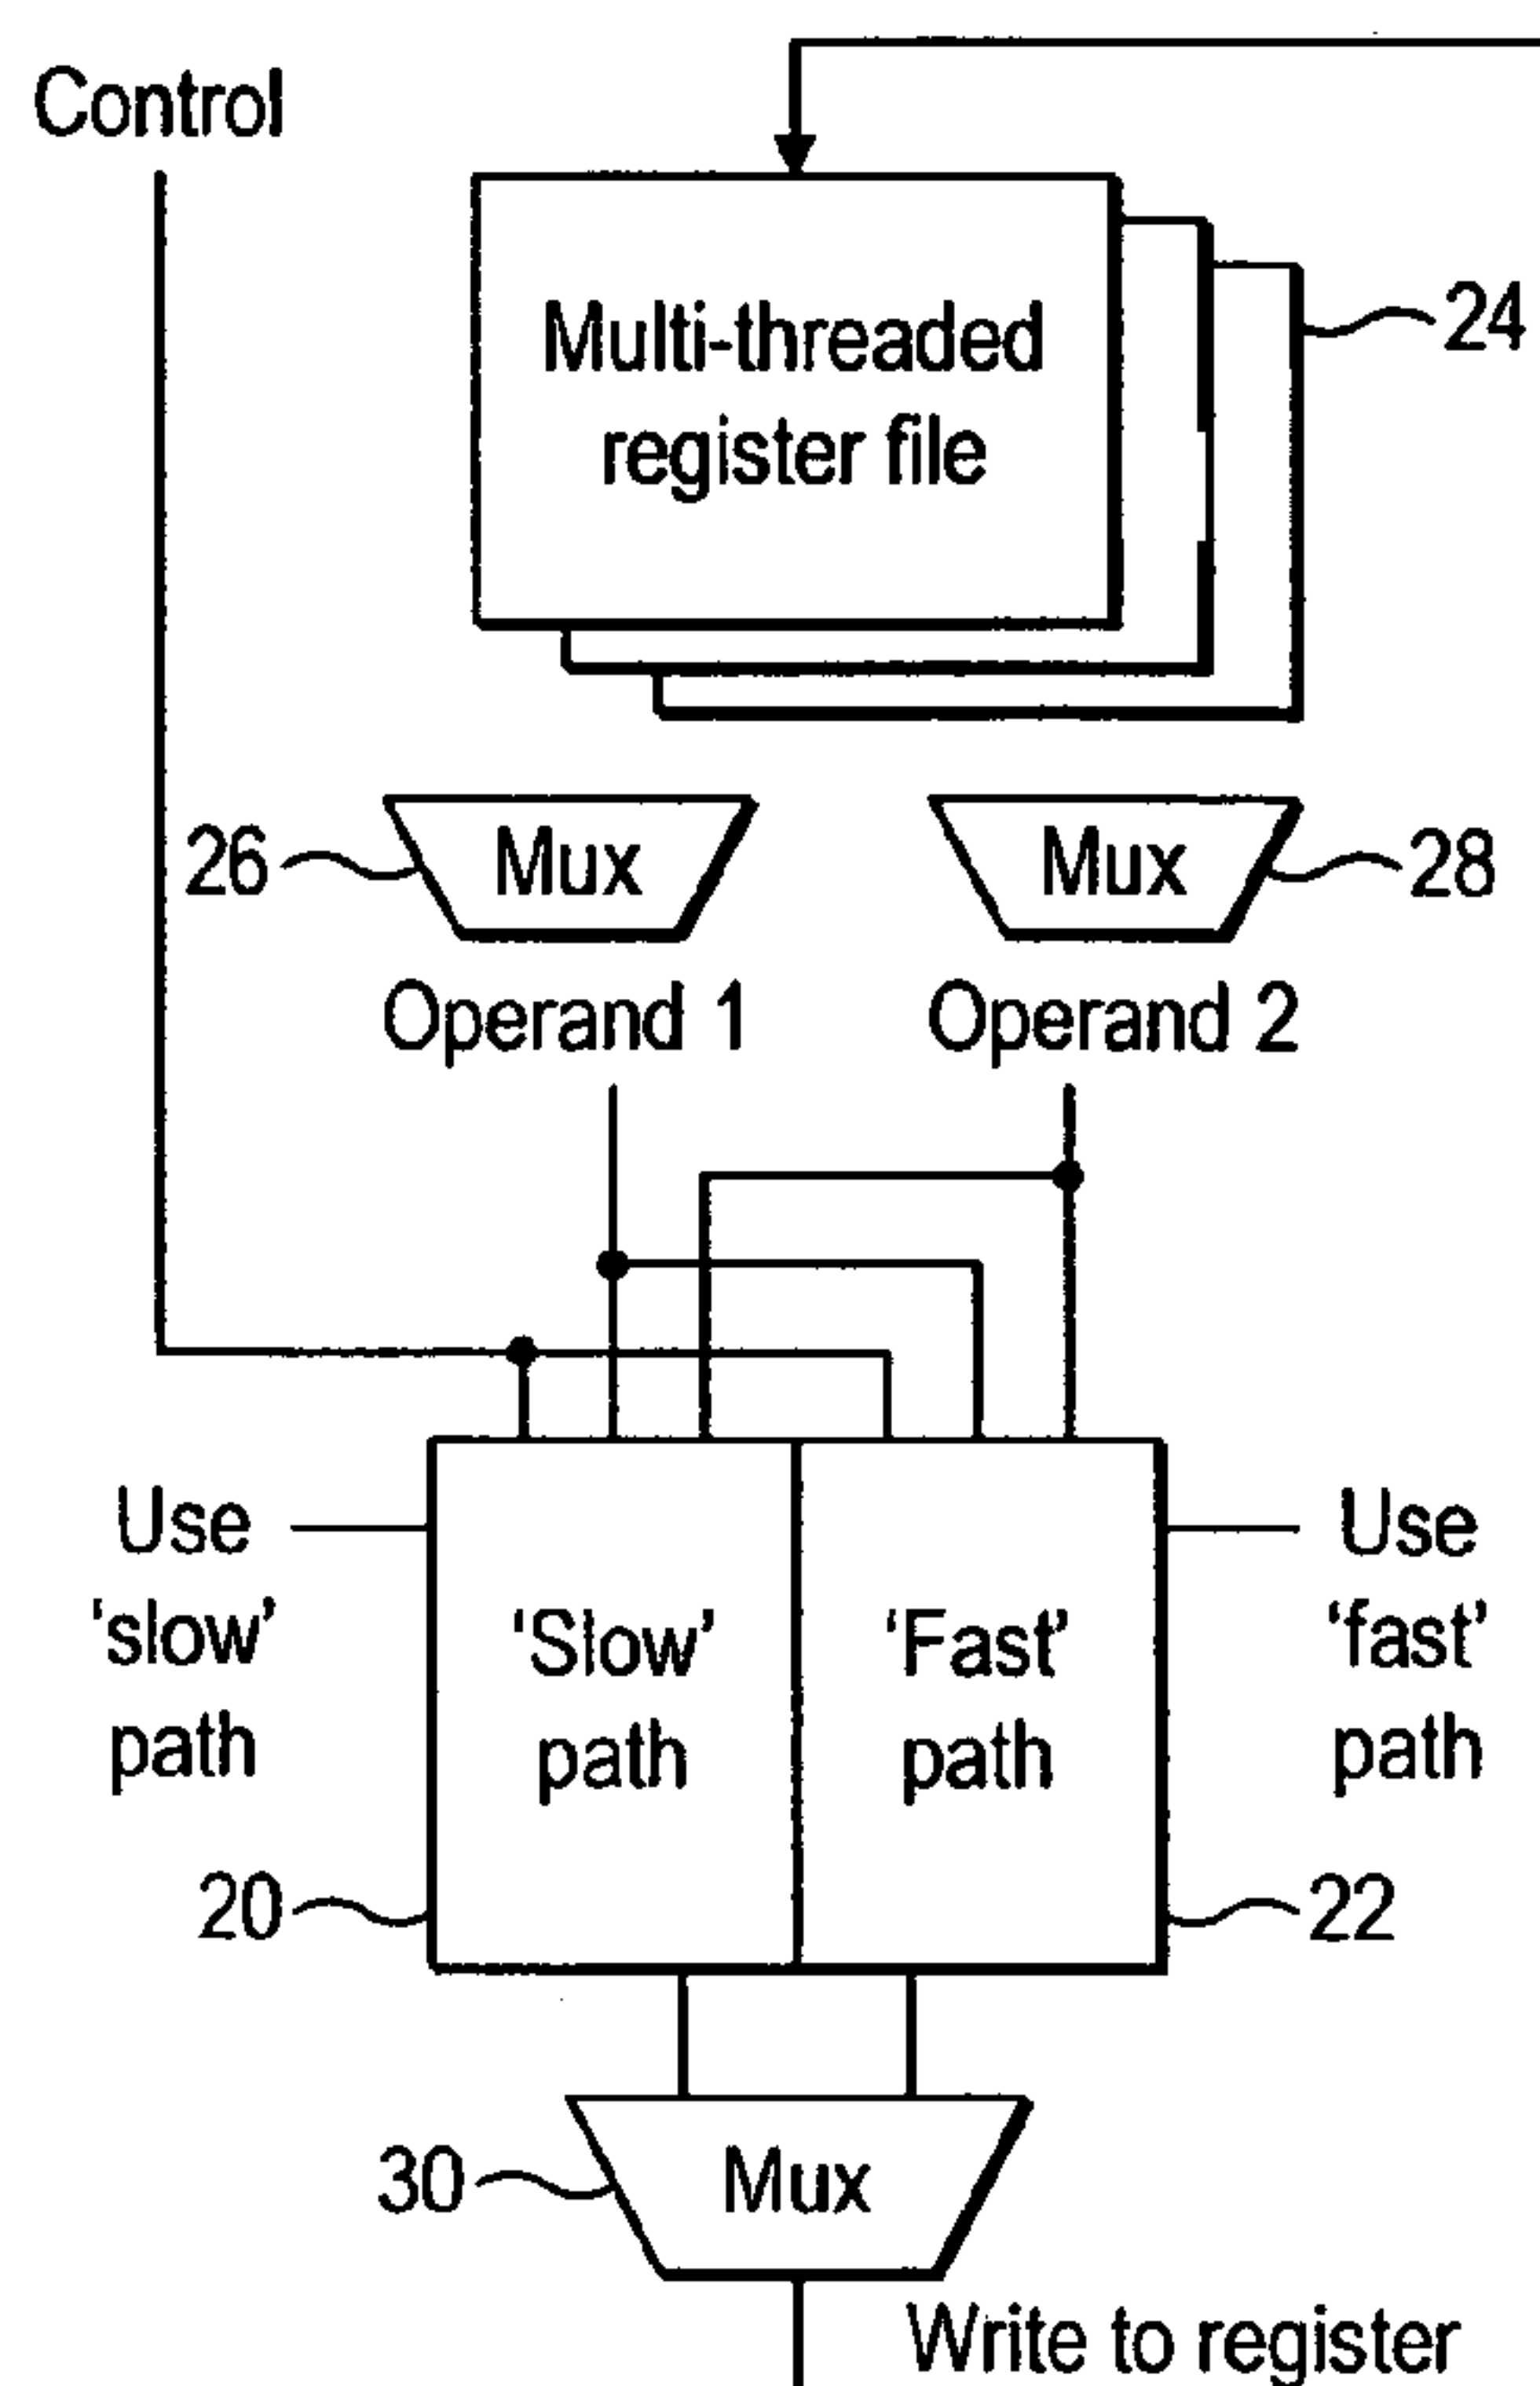 Control
Multi-threaded
register file
24
26
Mux
Mux
28
Operand 1
Operand 2
Use
'slow'
path
‘Slow’
path
‘Fast’
path
Use
‘fast’
path
20
22
30
Mux
Write to register